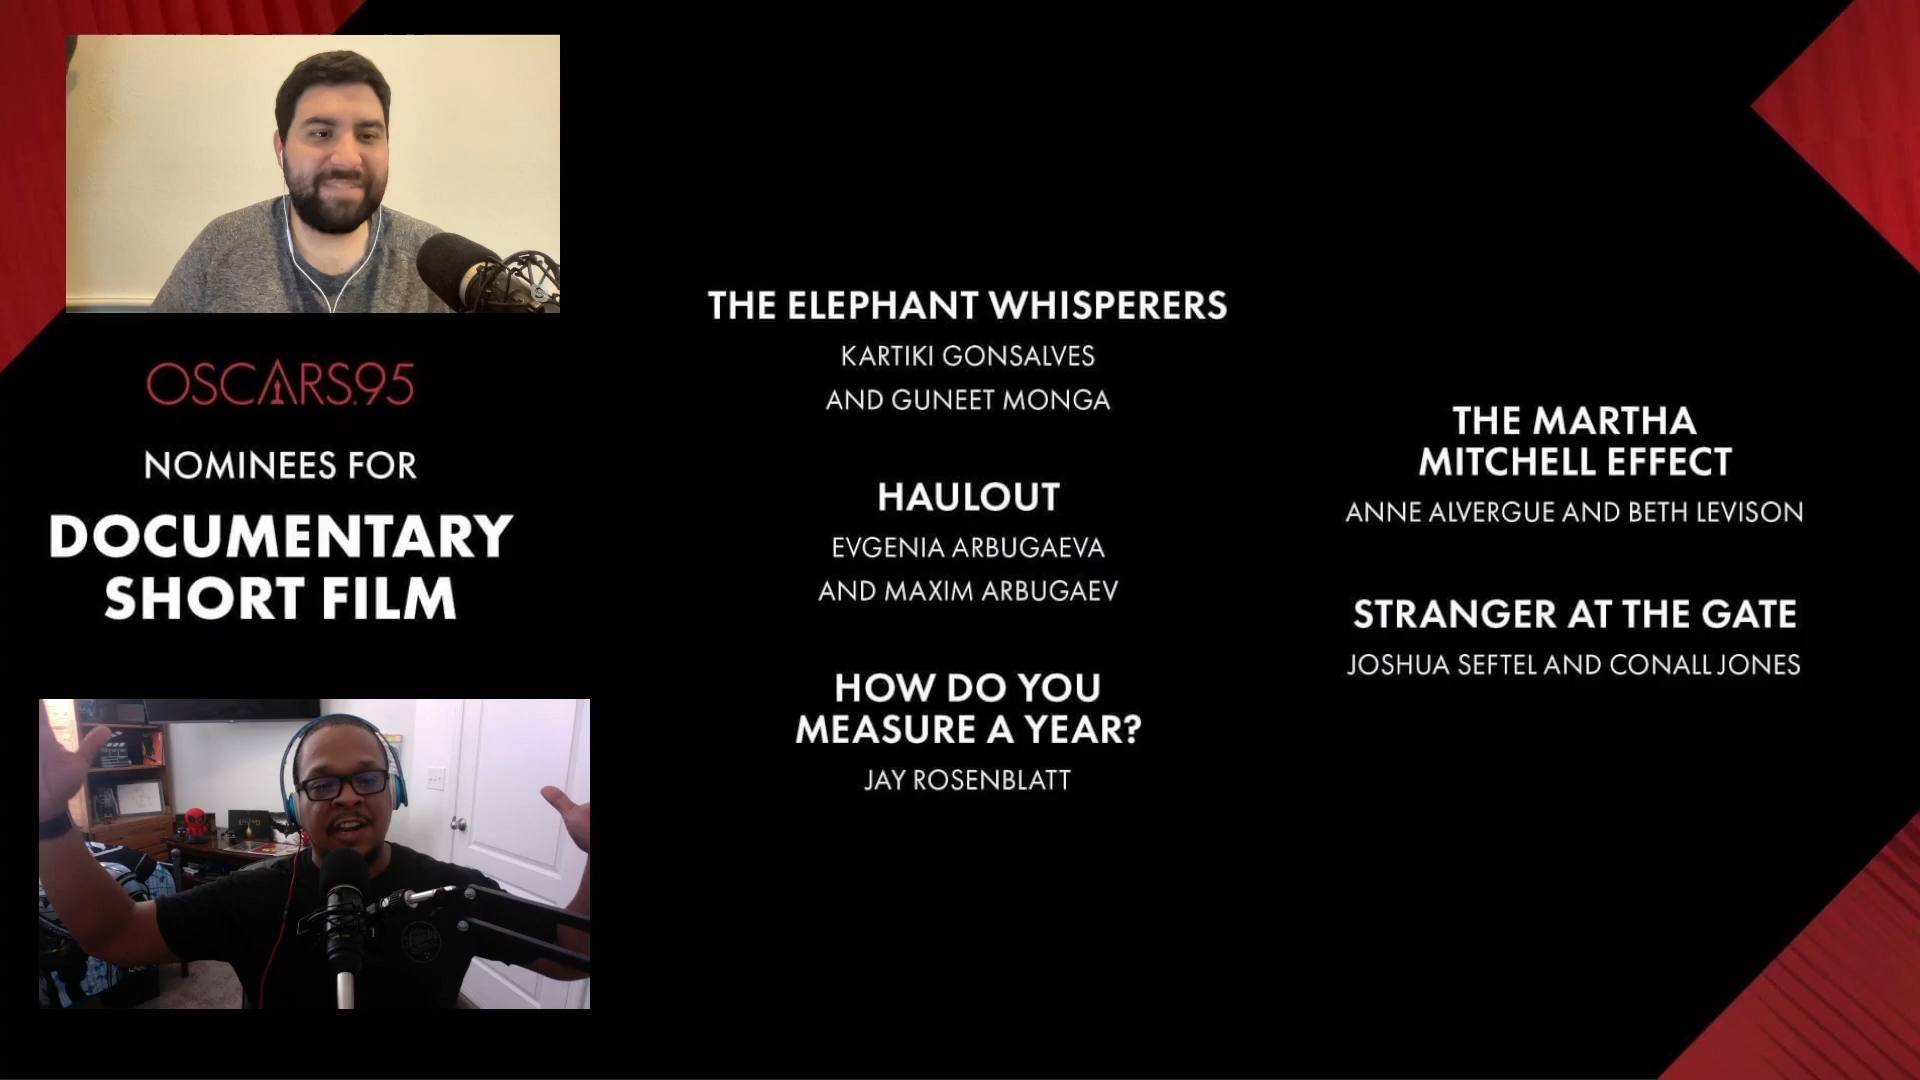 OSCARS.95
NOMINEES FOR
DOCUMENTARY
SHORT FILM
THE ELEPHANT WHISPERERS
KARTIKI GONSALVES
AND GUNEET MONGA
HAULOUT
EVGENIA ARBUGAEVA
AND MAXIM ARBUGAEV
HOW DO YOU
MEASURE A YEAR?
JAY ROSENBLATT
THE MARTHA
MITCHELL EFFECT
ANNE ALVERGUE AND BETH LEVISON
STRANGER AT THE GATE
JOSHUA SEFTEL AND CONALL JONES